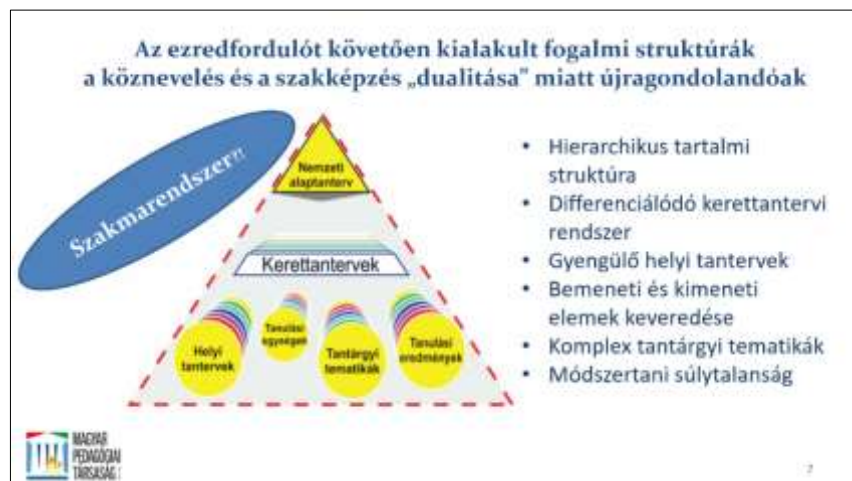 Az ezredfordulót követően kialakult fogalmi struktúrák
a köznevelés és a szakképzés „dualitása” miatt újragondolandóak
Szakmarendszer?!
Nemzeti
alaptanterv
Kerettantervek
Helyi
tantervek
Tanulási
egységek
Tantárgyi
tematikák
Tanulási
eredmények
• Hierarchikus tartalmi
struktúra
• Differenciálódó kerettantervi
rendszer
• Gyengülő helyi tantervek
• Bemeneti és kimeneti
elemek keveredése
• Komplex tantárgyi tematikák
• Módszertani súlytalanság
MAGYAR
PEDAGÓGIAI
TÁRSASÁG
7